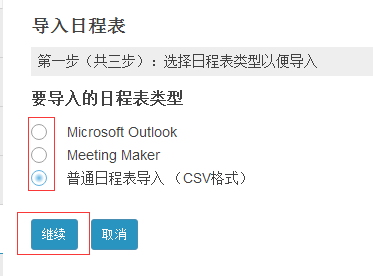 导入日程表
第一步（共三步）：选择日程表类型以便导入
要导入的日程表类型
Microsoft Outlook
Meeting Maker
普通日程表导入 （CSV格式）
继续 取消